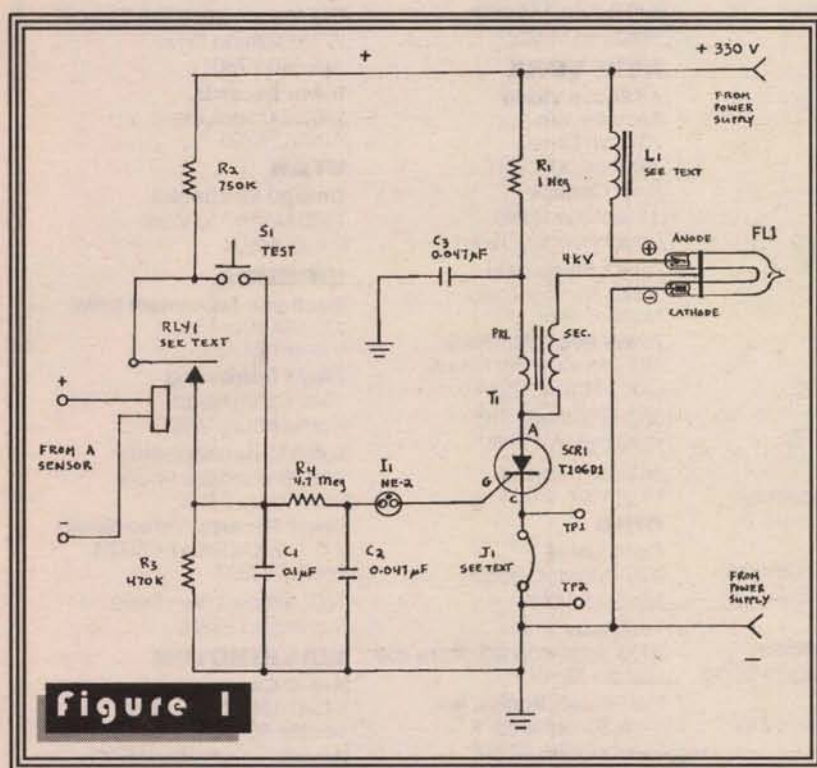 +
+ 330 V
FROM
POWER
SUPPLY
R2
750K
R1
1 Meg
L1
SEE TEXT
S1
TEST
C3
0.047µF
4KV
ANODE
FL1
+
−
CATHODE
RLY1
SEE TEXT
PRI.
SEC.
T1
+
FROM A
SENSOR
A
SCR1
T106D1
G
C
R4
4.7 Meg
I1
NE-2
TP1
J1
SEE TEXT
TP2
R3
470K
C1
0.1µF
C2
0.047µF
FROM
POWER
SUPPLY
−
Figure 1